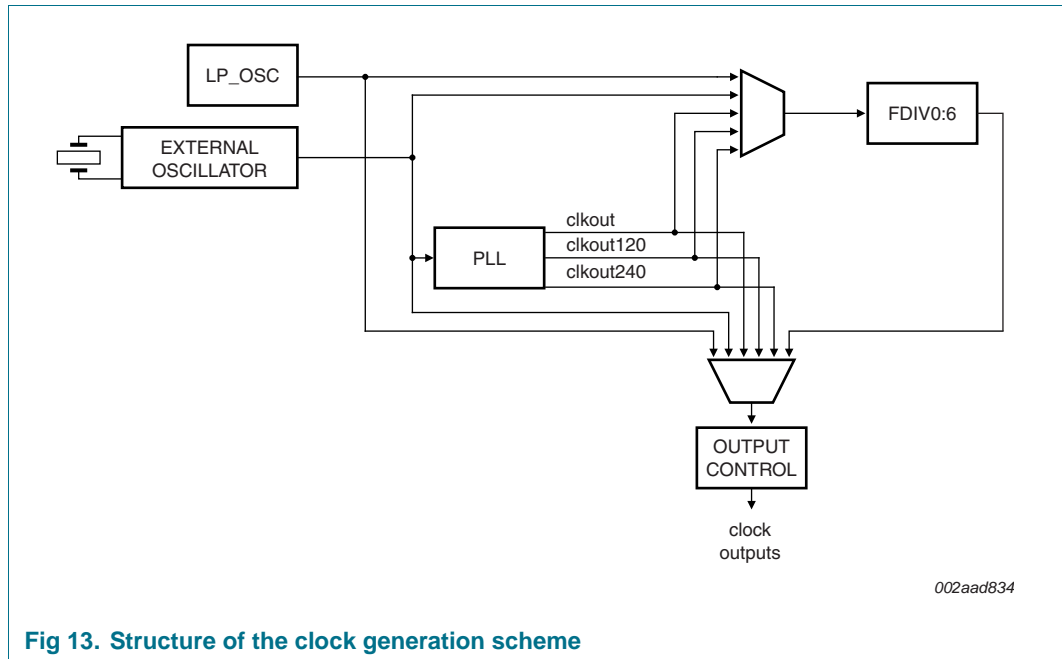 LP_OSC
EXTERNAL
OSCILLATOR
FDIV0:6
PLL
clkout
clkout120
clkout240
OUTPUT
CONTROL
clock
outputs
002aad834
Fig 13. Structure of the clock generation scheme